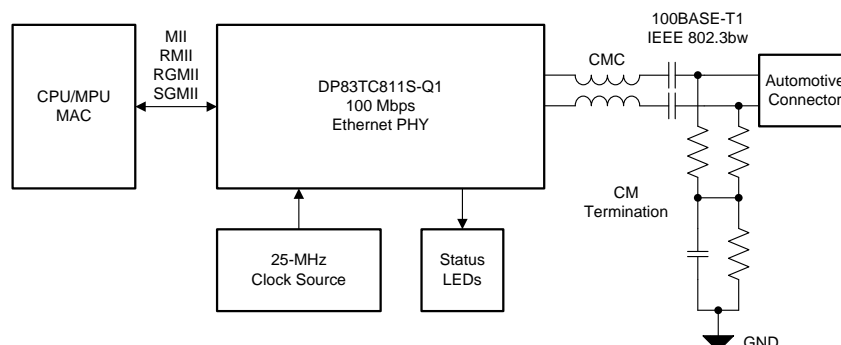 CPU/MPU
MAC
MII
RMII
RGMII
SGMII
DP83TC811S-Q1
100 Mbps
Ethernet PHY
25-MHz
Clock Source
Status
LEDs
CMC
100BASE-T1
IEEE 802.3bw
Automotive
Connector
CM
Termination
GND